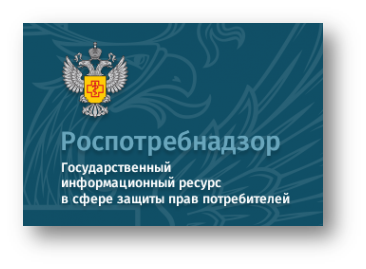 Роспотребнадзор
Государственный
информационный ресурс
в сфере защиты прав потребителей